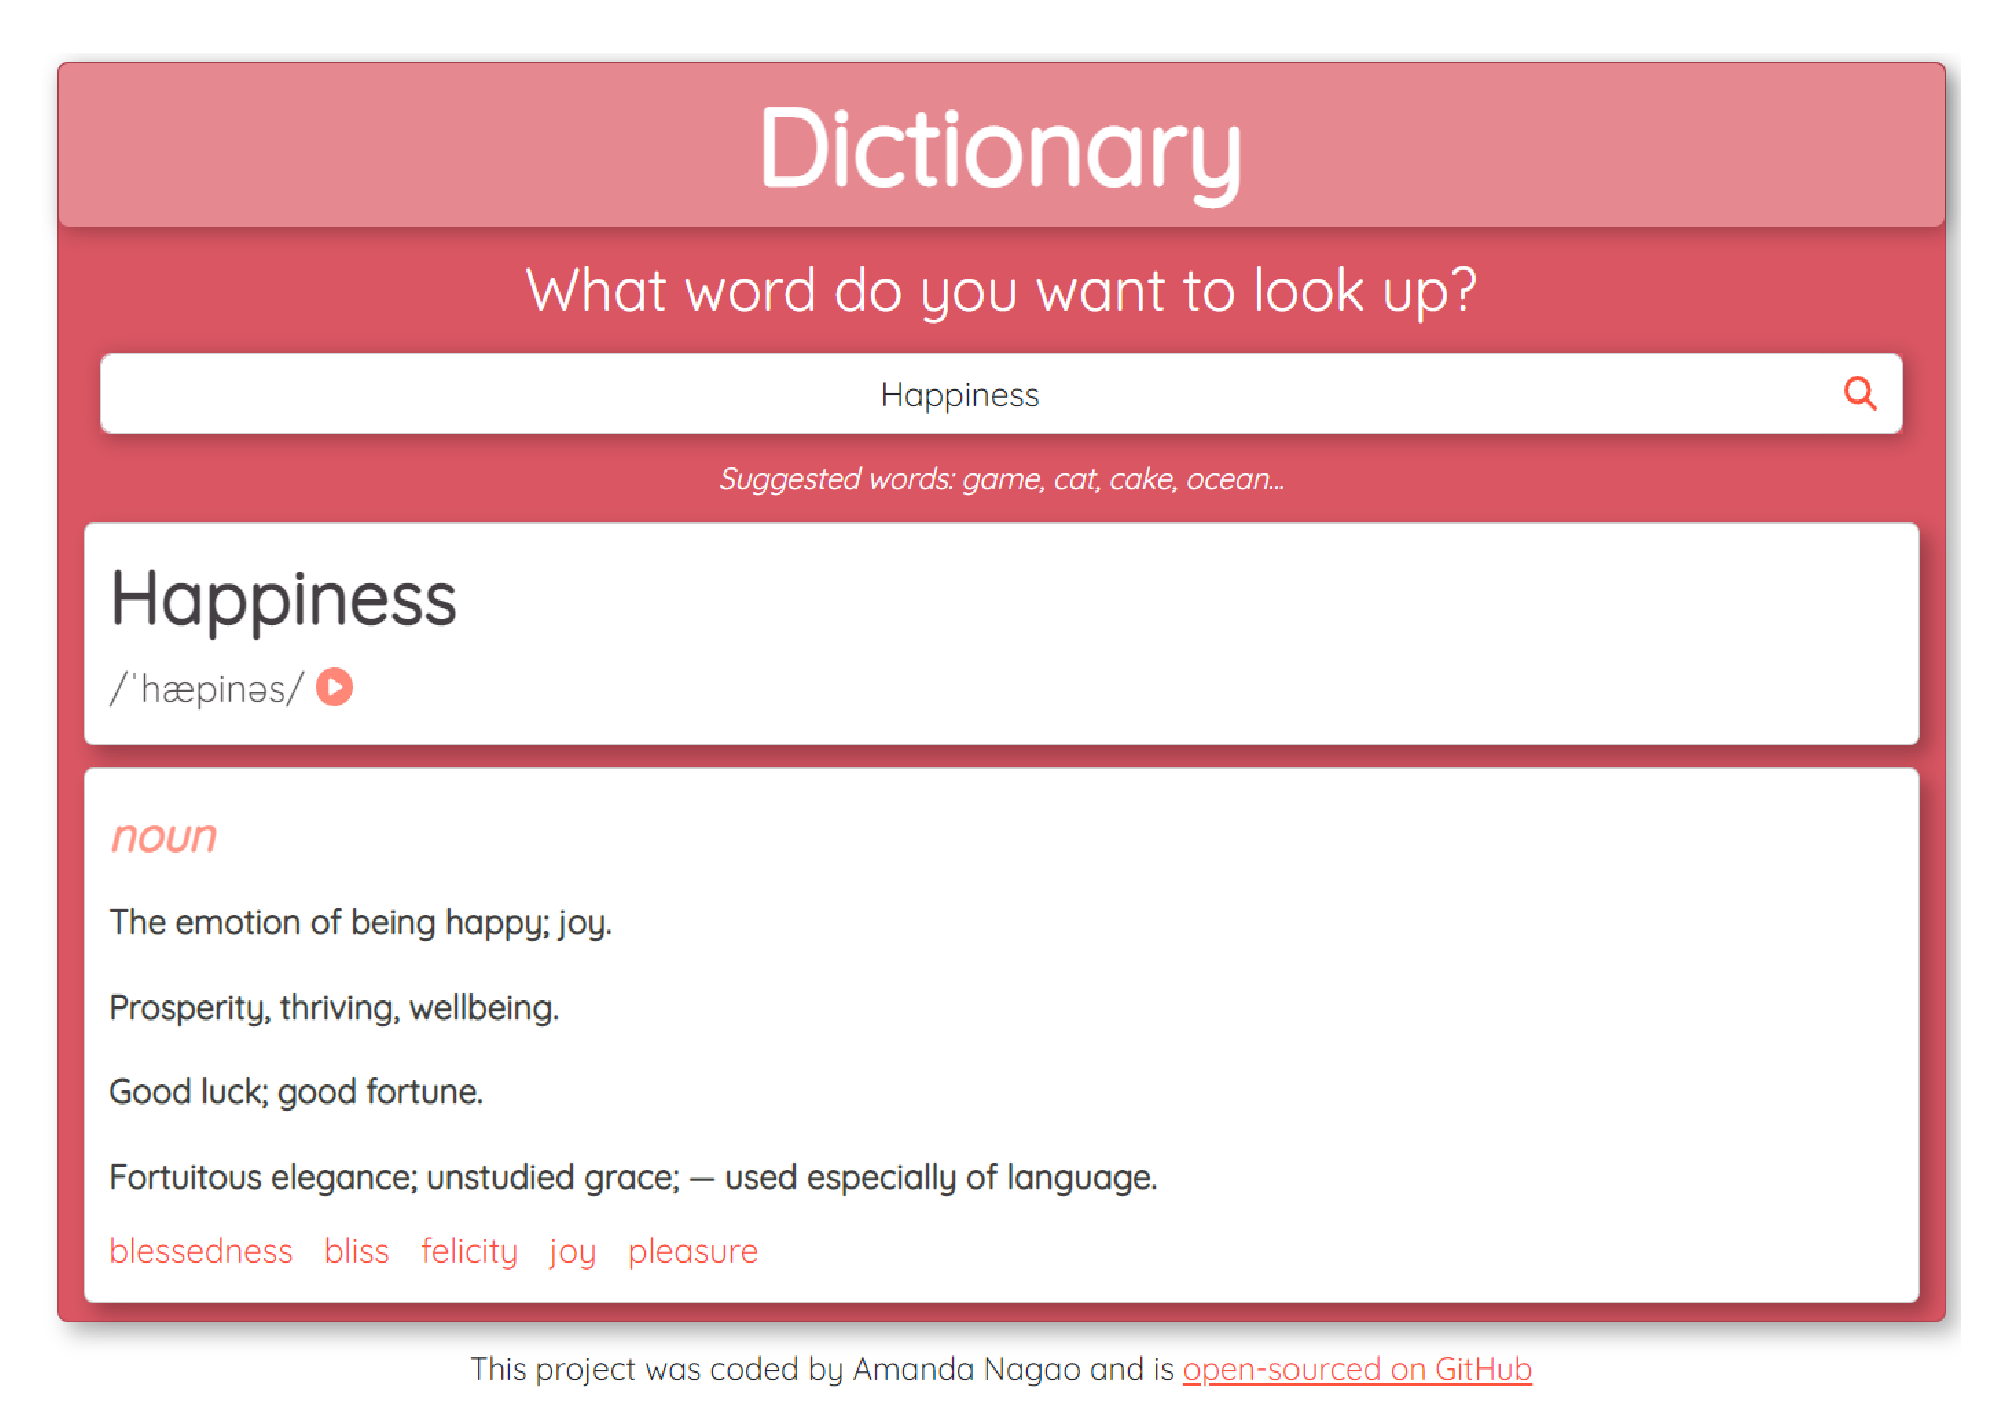 Dictionary
What word do you want to look up?
Happiness
Suggested words: game, cat, cake, ocean...
Happiness
/ˈhæpinəs/
noun
The emotion of being happy; joy.
Prosperity, thriving, wellbeing.
Good luck; good fortune.
Fortuitous elegance; unstudied grace; — used especially of language.
blessedness bliss felicity joy pleasure
This project was coded by Amanda Nagao and is open-sourced on GitHub